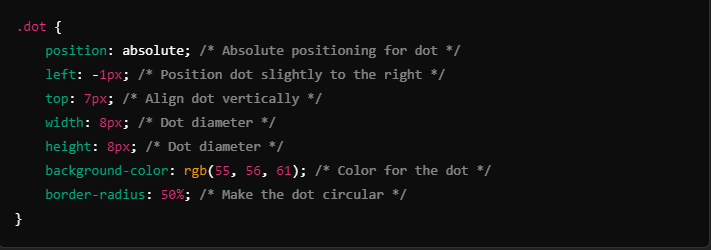 .dot {
    position: absolute; /* Absolute positioning for dot */
    left: -1px; /* Position dot slightly to the right */
    top: 7px; /* Align dot vertically */
    width: 8px; /* Dot diameter */
    height: 8px; /* Dot diameter */
    background-color: rgb(55, 56, 61); /* Color for the dot */
    border-radius: 50%; /* Make the dot circular */
}